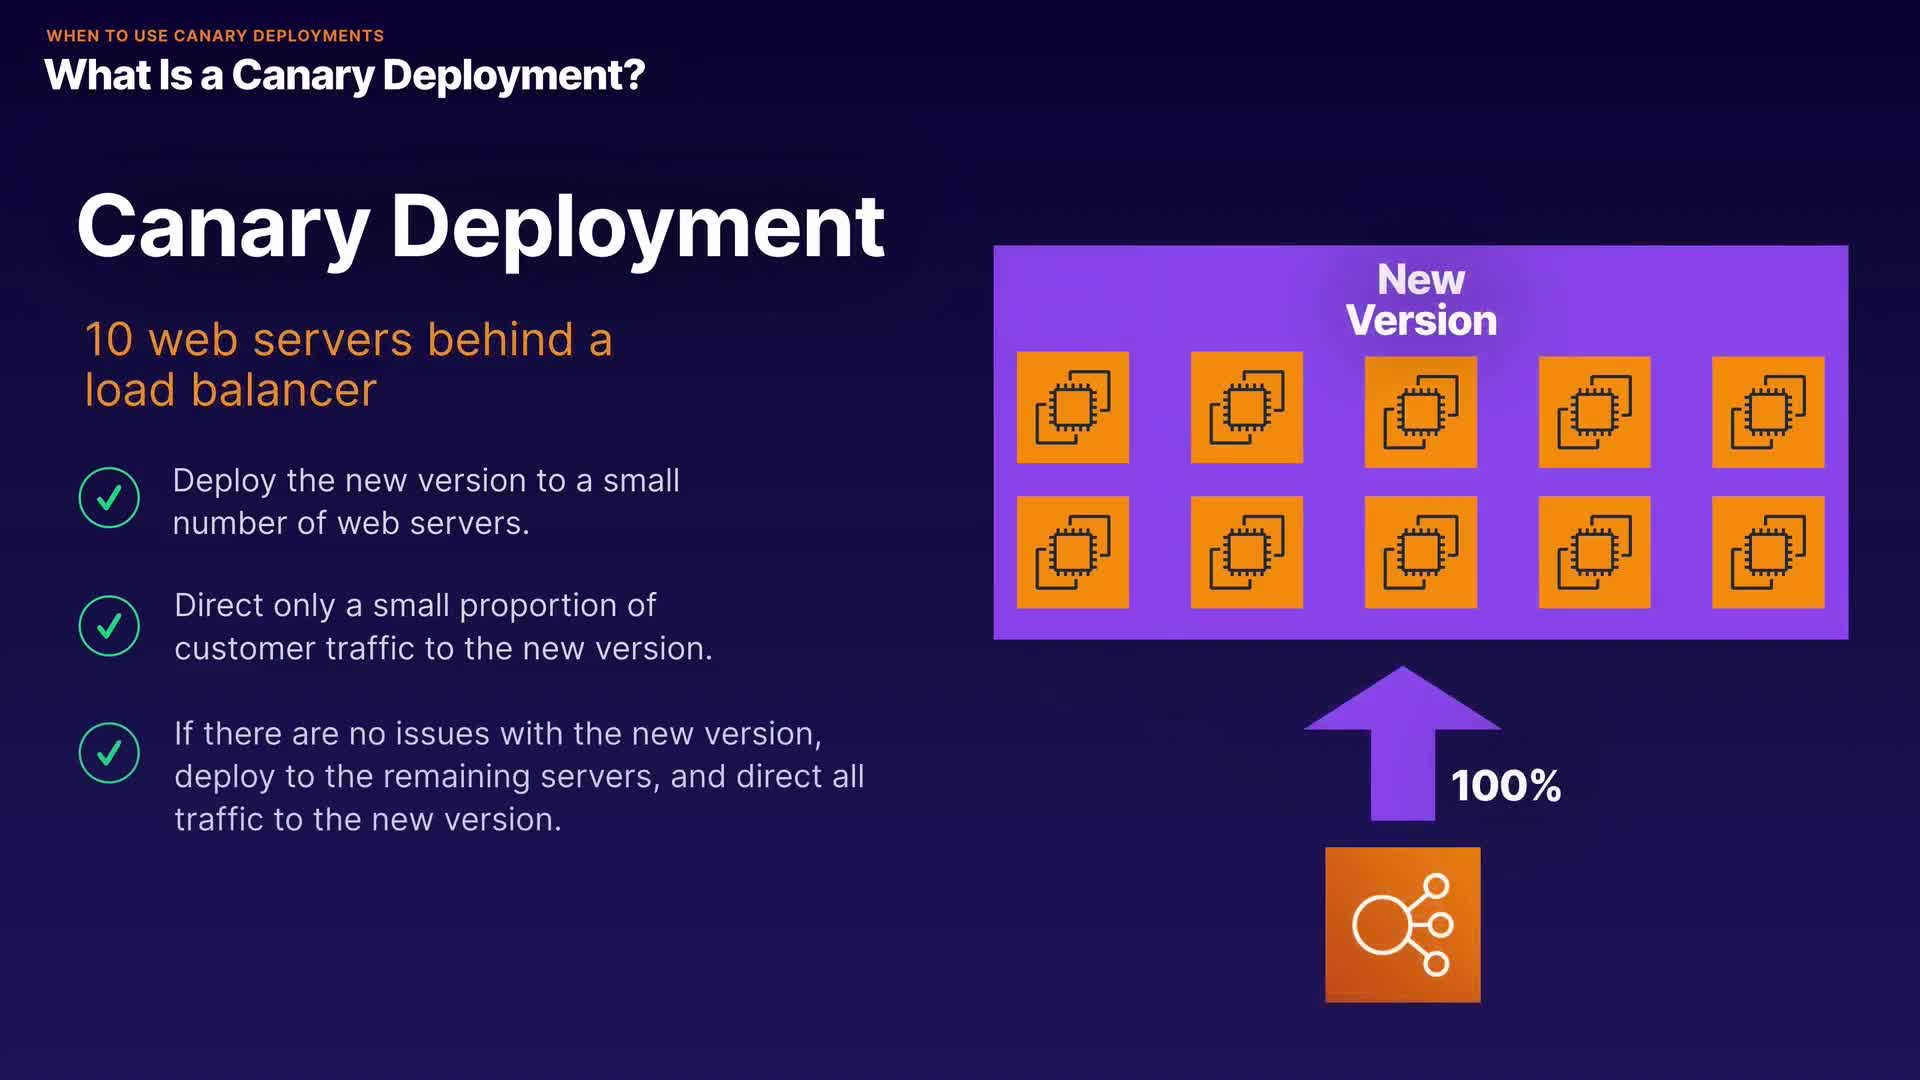 WHEN TO USE CANARY DEPLOYMENTS
What Is a Canary Deployment?
Canary Deployment
10 web servers behind a
load balancer
Deploy the new version to a small
number of web servers.
Direct only a small proportion of
customer traffic to the new version.
If there are no issues with the new version,
deploy to the remaining servers, and direct all
traffic to the new version.
New
Version
100%